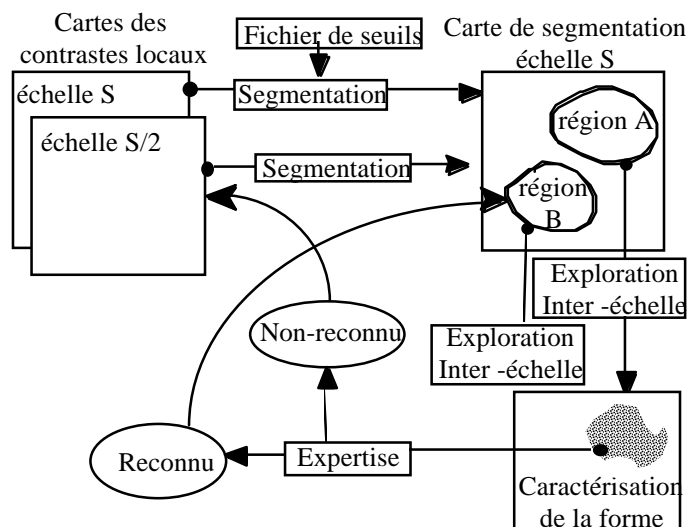 Cartes des
contrastes locaux
Fichier de seuils
Carte de segmentation
échelle S
échelle S
Segmentation
région A
échelle S/2
Segmentation
région
B
Exploration
Inter -échelle
Non-reconnu
Exploration
Inter -échelle
Reconnu
Expertise
Caractérisation
de la forme